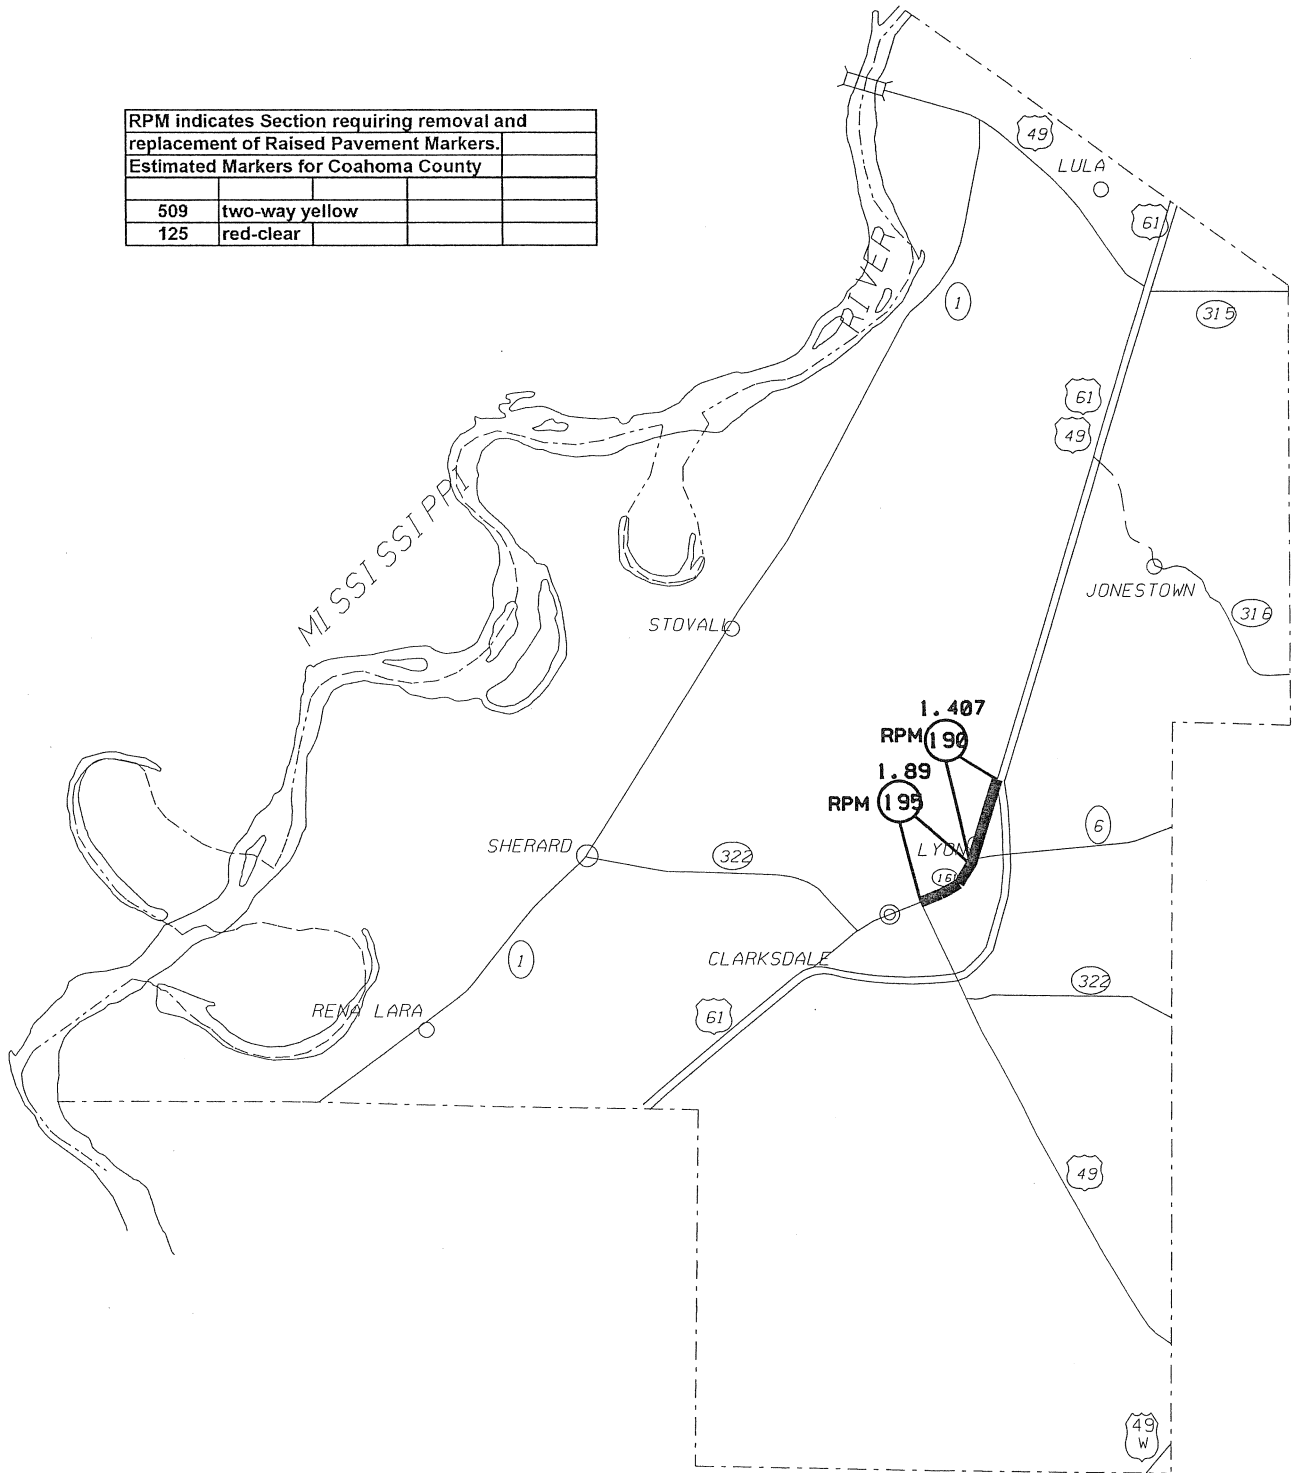 RPM indicates Section requiring removal and
replacement of Raised Pavement Markers.
Estimated Markers for Coahoma County
509 two-way yellow
125 red-clear
49
LULA
61
RIVER
1
315
61
49
MISSISSIPPI
JONESTOWN
316
STOVALL
1.407
RPM 190
1.89
RPM 195
6
SHERARD
322
LYON
161
CLARKSDALE
1
322
RENA LARA
61
49
49
W